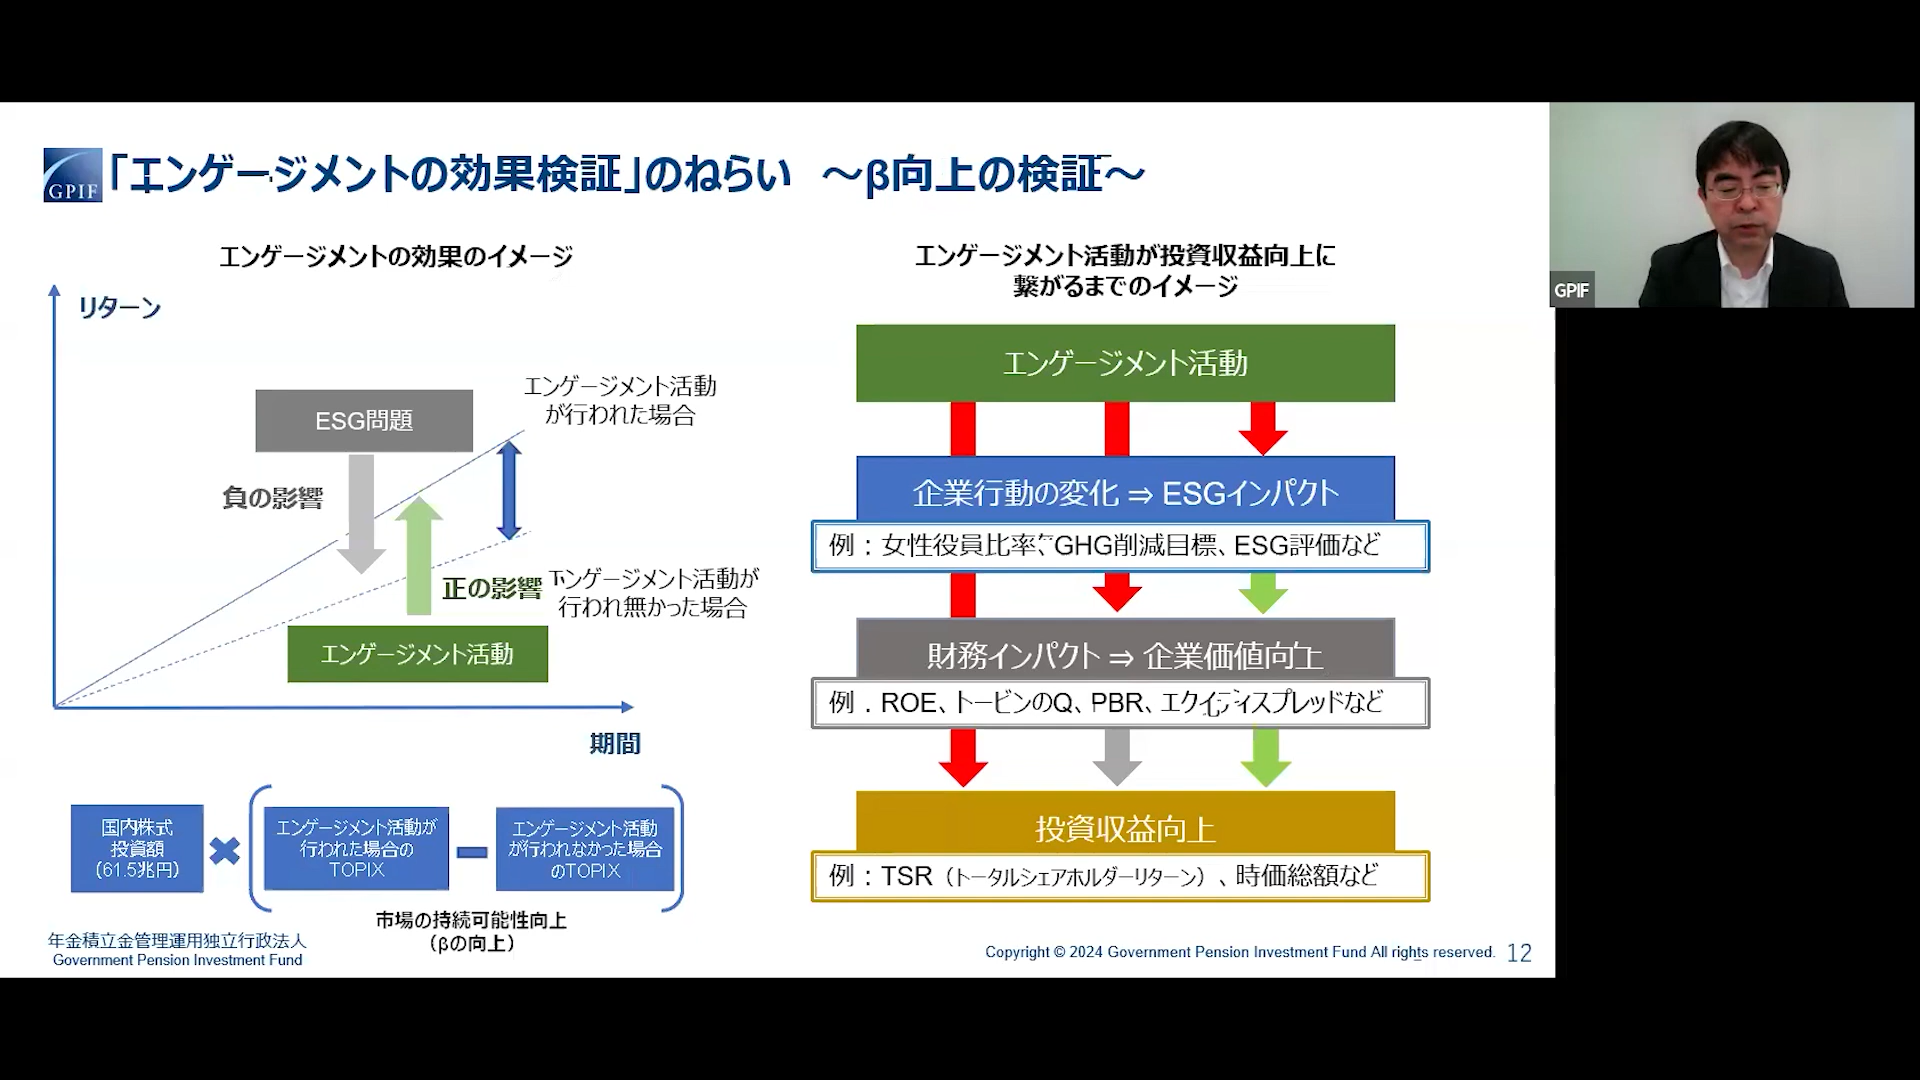 GPIF
「エンゲージメントの効果検証」のねらい ～β向上の検証～
エンゲージメントの効果のイメージ
リターン
ESG問題
エンゲージメント活動
が行われた場合
負の影響
正の影響
エンゲージメント活動が
行われ無かった場合
エンゲージメント活動
期間
国内株式
投資額
（61.5兆円）
エンゲージメント活動が
行われた場合の
TOPIX
エンゲージメント活動
が行われなかった場合
のTOPIX
市場の持続可能性向上
（βの向上）
エンゲージメント活動が投資収益向上に
繋がるまでのイメージ
エンゲージメント活動
企業行動の変化 ⇒ ESGインパクト
例：女性役員比率、GHG削減目標、ESG評価など
財務インパクト ⇒ 企業価値向上
例：ROE、トービンのQ、PBR、エクイティスプレッドなど
投資収益向上
例：TSR（トータルシェアホルダーリターン）、時価総額など
年金積立金管理運用独立行政法人
Government Pension Investment Fund
Copyright © 2024 Government Pension Investment Fund All rights reserved. 12
GPIF